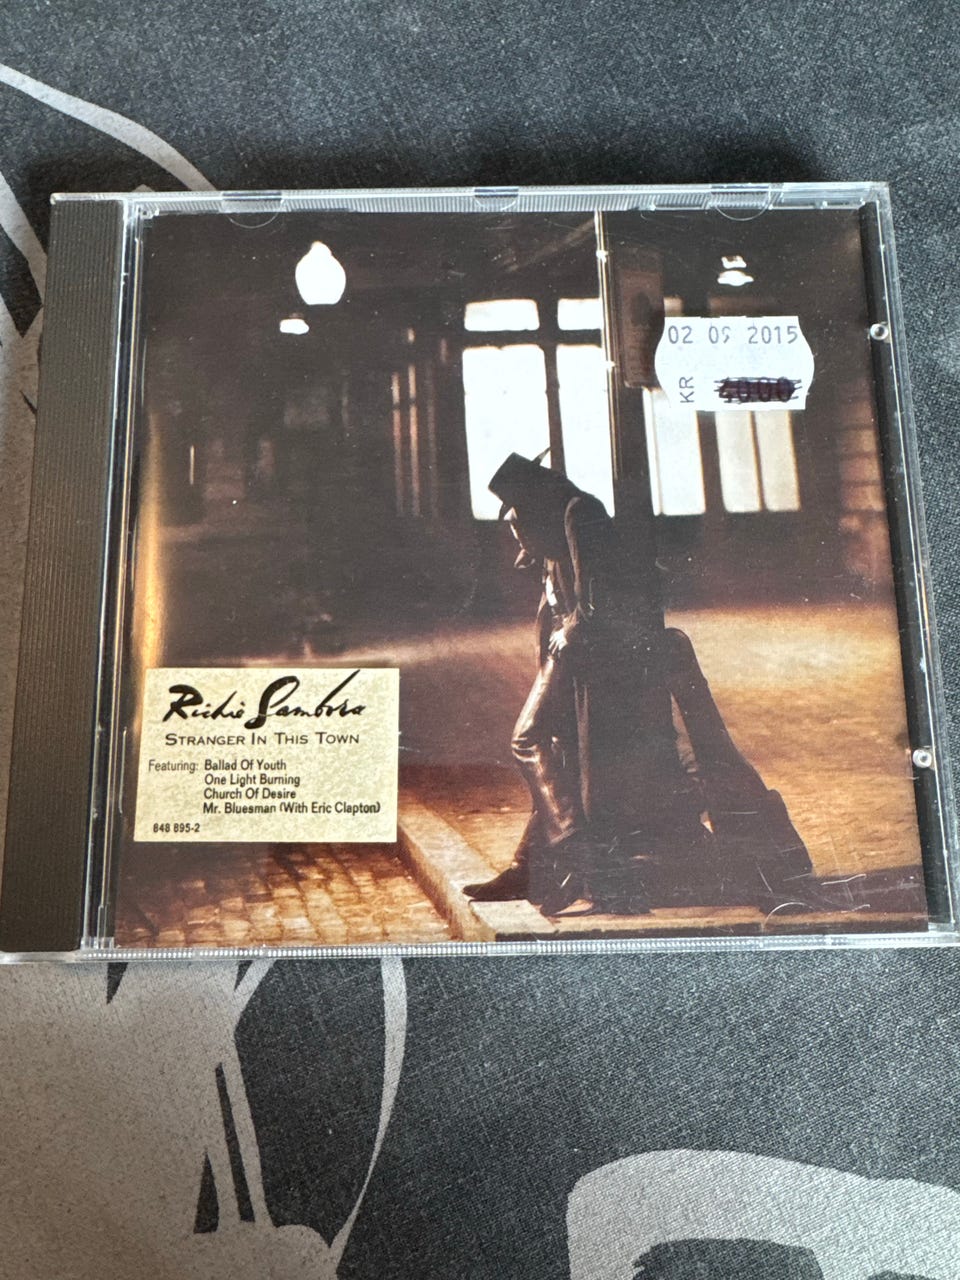 02 09 2015
KR
Richie Sambora
STRANGER IN THIS TOWN
Featuring: Ballad Of Youth
One Light Burning
Church Of Desire
Mr. Bluesman (With Eric Clapton)
848 895-2